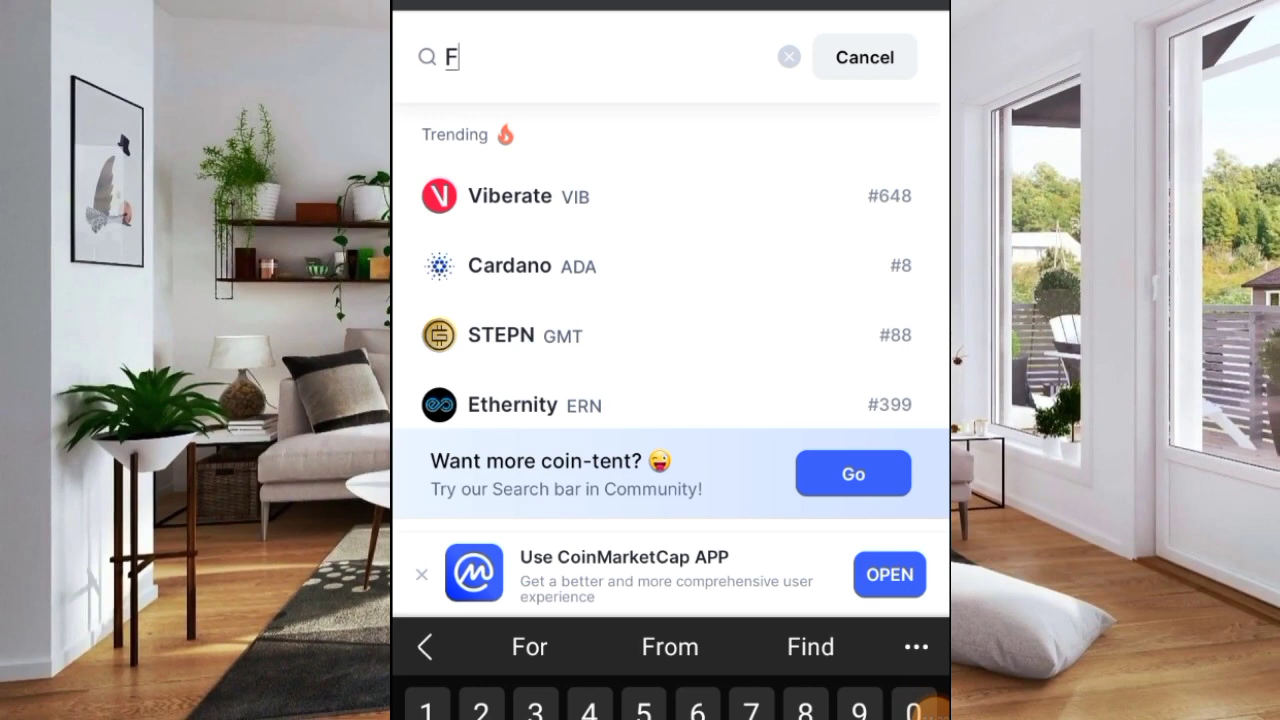 F
Cancel
Trending
Viberate VIB #648
Cardano ADA #8
STEPN GMT #88
Ethernity ERN #399
Want more coin-tent?
Try our Search bar in Community!
Go
Use CoinMarketCap APP
Get a better and more comprehensive user
experience
OPEN
For From Find
1 2 3 4 5 6 7 8 9 0